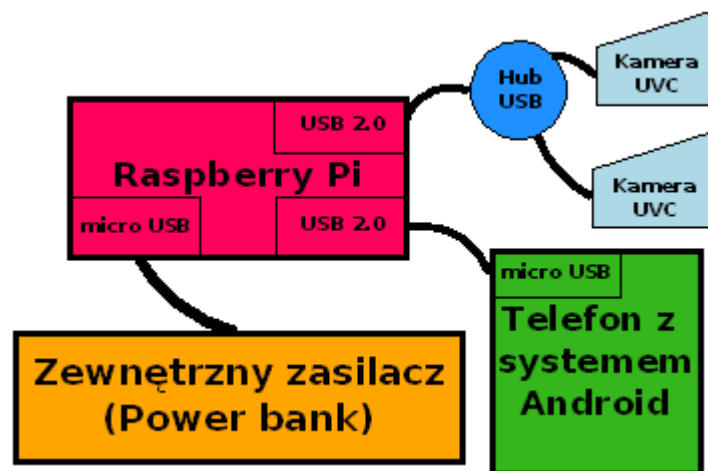 Kamera
UVC
Hub
USB
USB 2.0
Raspberry Pi
Kamera
UVC
micro USB
USB 2.0
micro USB
Telefon z
systemem
Android
Zewnętrzny zasilacz
(Power bank)